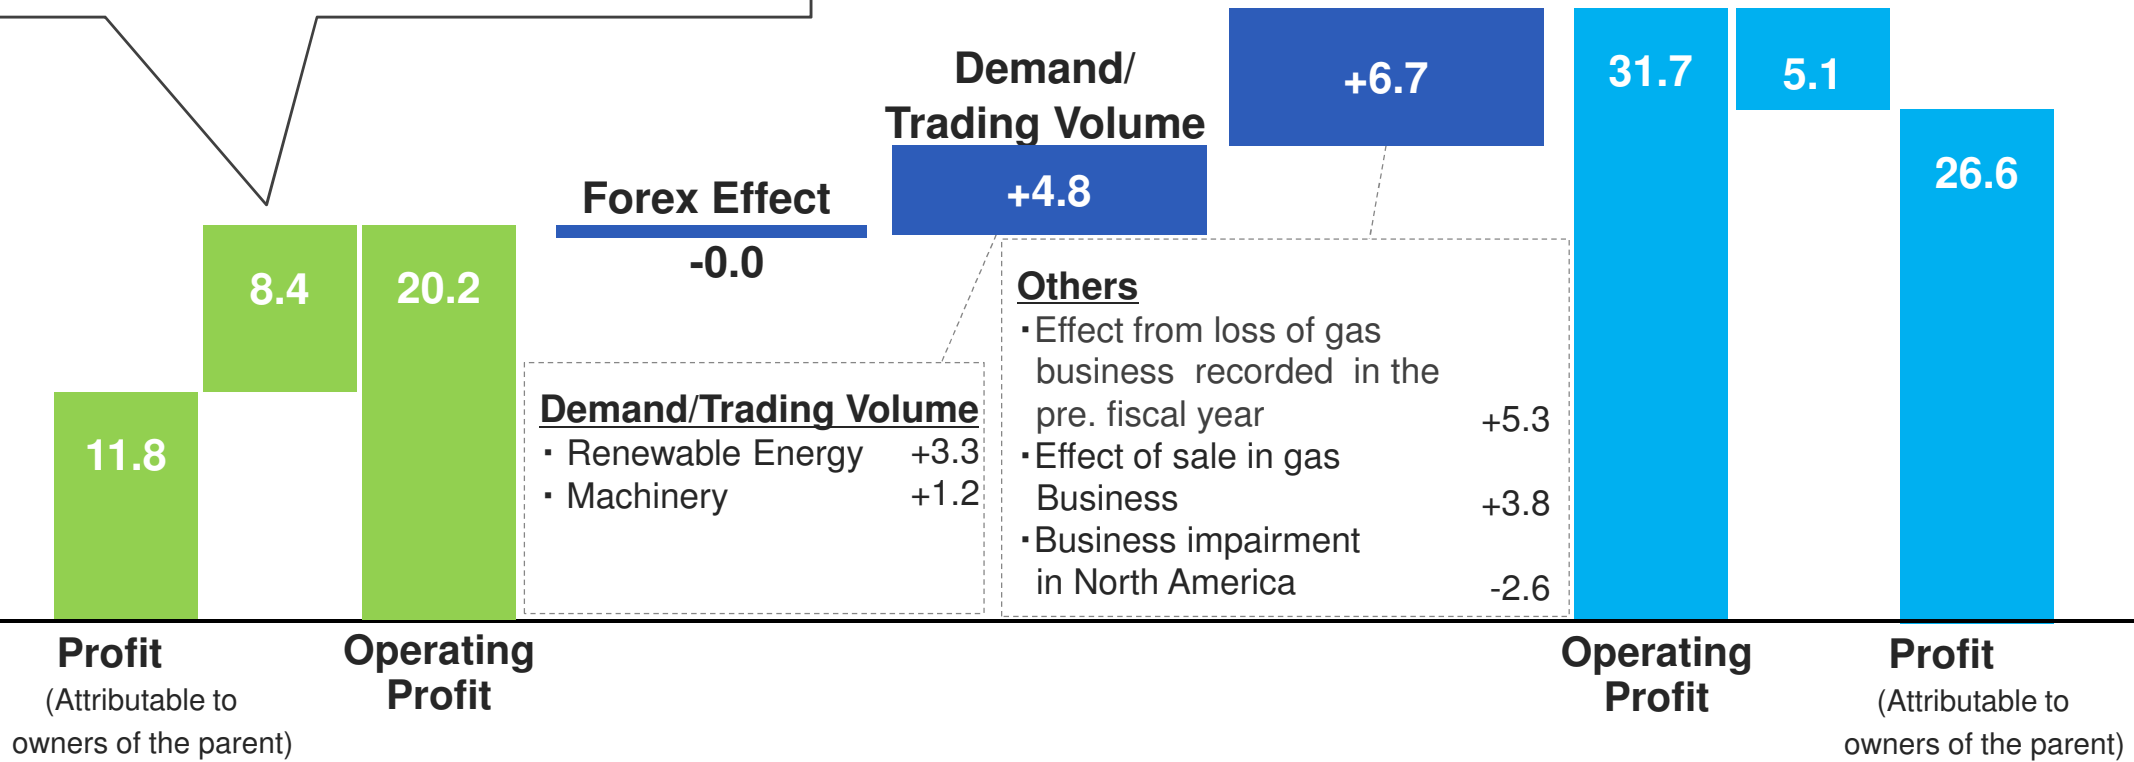 Demand/
Trading Volume
+6.7
31.7
5.1
+4.8
26.6
Forex Effect
-0.0
8.4
20.2
11.8
Demand/Trading Volume
・Renewable Energy +3.3
・Machinery +1.2
Others
・Effect from loss of gas
business recorded in the
pre. fiscal year +5.3
・Effect of sale in gas
Business +3.8
・Business impairment
in North America -2.6
Profit
(Attributable to
owners of the parent)
Operating
Profit
Operating
Profit
Profit
(Attributable to
owners of the parent)